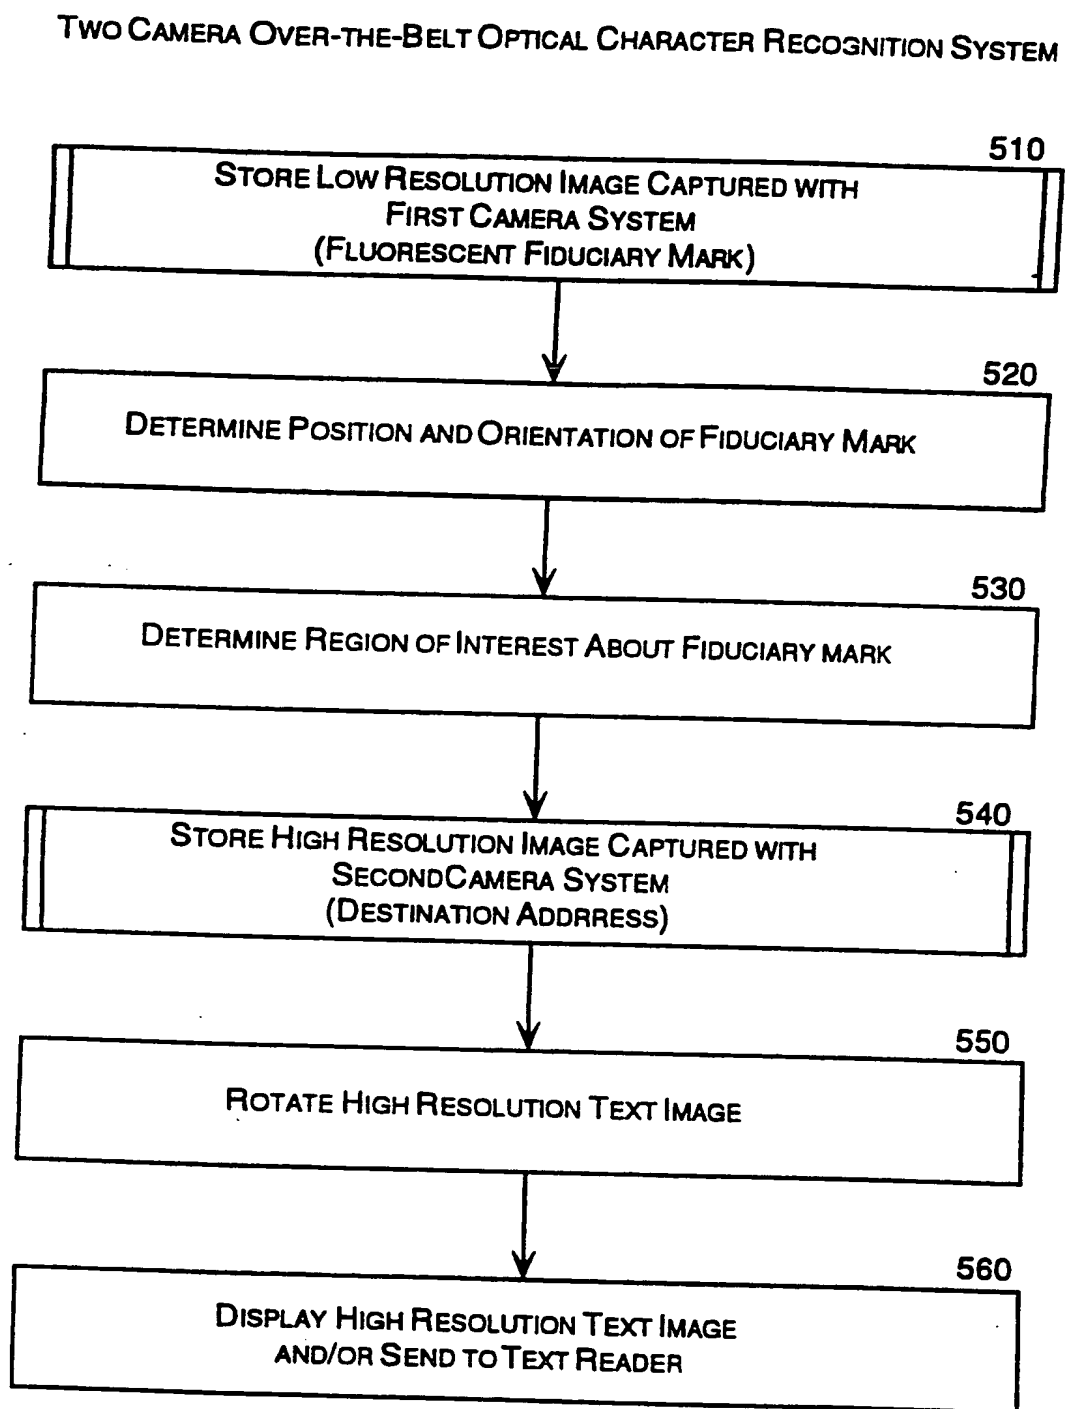 TWO CAMERA OVER-THE-BELT OPTICAL CHARACTER RECOGNITION SYSTEM
510
STORE LOW RESOLUTION IMAGE CAPTURED WITH
FIRST CAMERA SYSTEM
(FLUORESCENT FIDUCIARY MARK)
520
DETERMINE POSITION AND ORIENTATION OF FIDUCIARY MARK
530
DETERMINE REGION OF INTEREST ABOUT FIDUCIARY MARK
540
STORE HIGH RESOLUTION IMAGE CAPTURED WITH
SECONDCAMERA SYSTEM
(DESTINATION ADDRRESS)
550
ROTATE HIGH RESOLUTION TEXT IMAGE
560
DISPLAY HIGH RESOLUTION TEXT IMAGE
AND/OR SEND TO TEXT READER